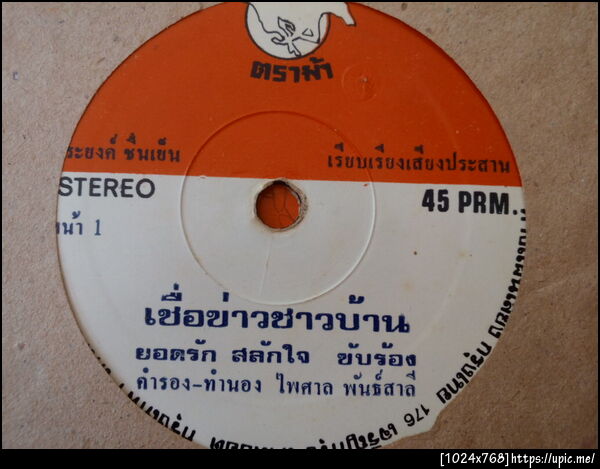 ตราม้า
ระยงค์ ชื่นเย็น
เรียบเรียงเสียงประสาน
STEREO
45 PRM..
หน้า 1
เชื่อข่าวชาวบ้าน
ยอดรัก สลักใจ ขับร้อง
คำรอง-ทำนอง ไพศาล พันธ์สาลี
176
[1024x768]https://upic.me/